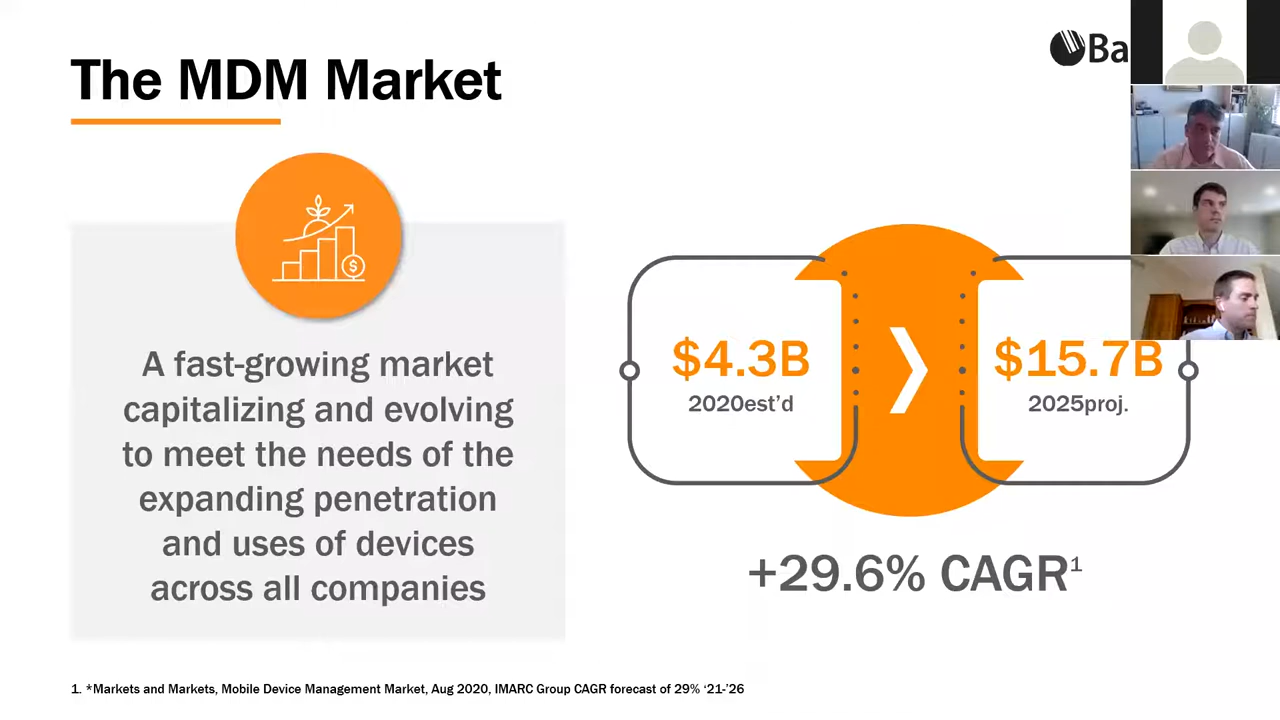 The MDM Market
Ba
A fast-growing market
capitalizing and evolving
to meet the needs of the
expanding penetration
and uses of devices
across all companies
$
$4.3B
2020est'd
$15.7B
2025proj.
+29.6% CAGR¹
1. *Markets and Markets, Mobile Device Management Market, Aug 2020, IMARC Group CAGR forecast of 29% ‘21-’26